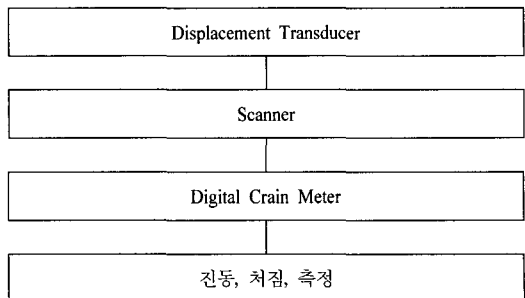 Displacement Transducer
Scanner
Digital Crain Meter
진동, 처짐, 측정